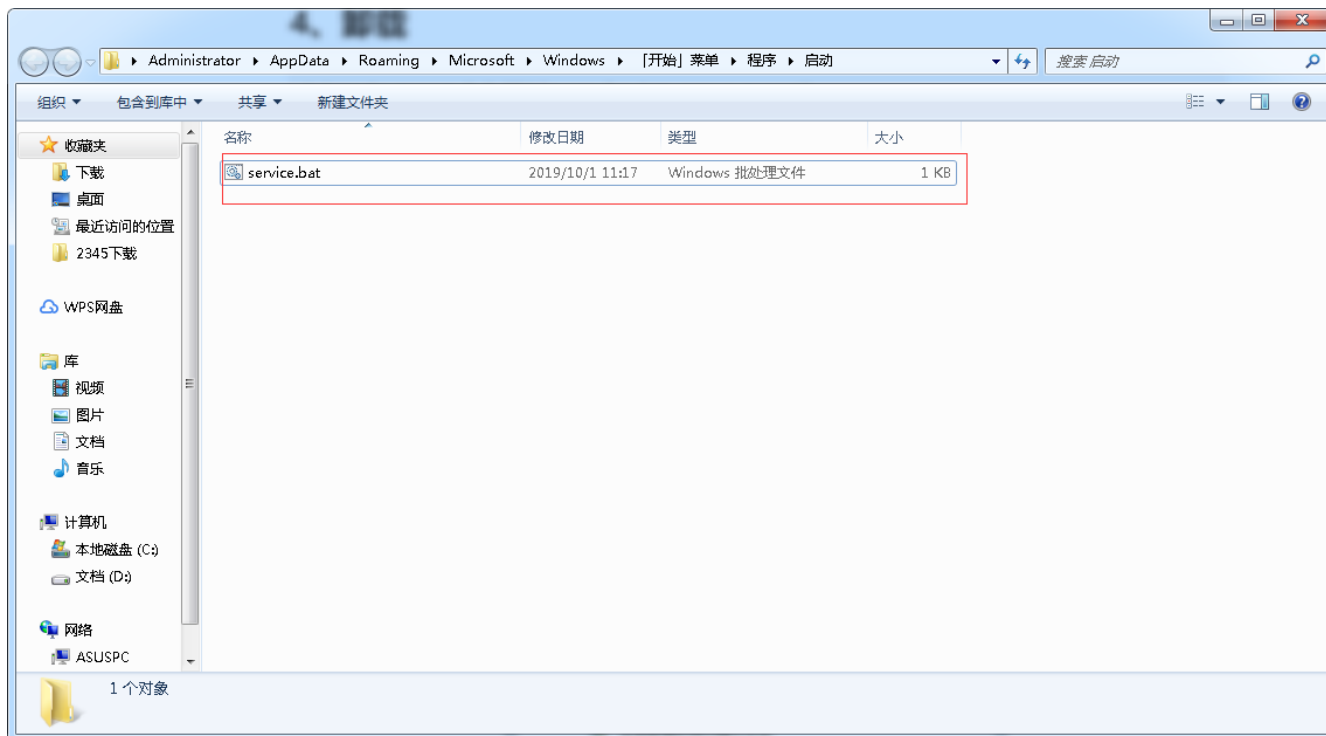 4、卸载
Administrator ▸ AppData ▸ Roaming ▸ Microsoft ▸ Windows ▸ 「开始」菜单 ▸ 程序 ▸ 启动
搜索 启动
组织 包含到库中 共享 新建文件夹
名称 修改日期 类型 大小
service.bat 2019/10/1 11:17 Windows 批处理文件 1 KB
收藏夹
下载
桌面
最近访问的位置
2345下载
WPS网盘
库
视频
图片
文档
音乐
计算机
本地磁盘 (C:)
文档 (D:)
网络
ASUSPC
1 个对象